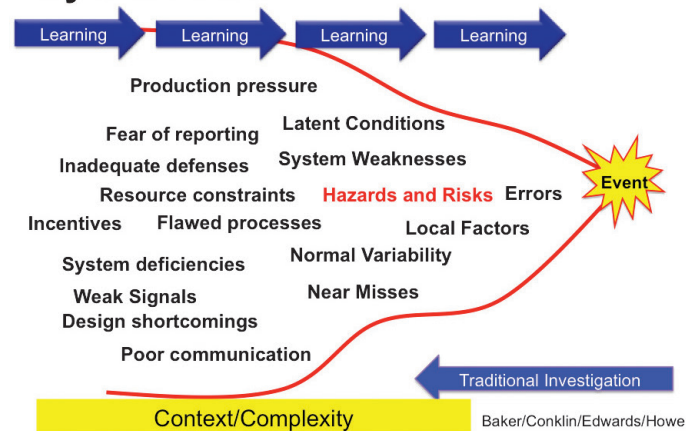 Learning
Learning
Learning
Learning
Production pressure
Fear of reporting
Latent Conditions
Inadequate defenses
System Weaknesses
Resource constraints
Hazards and Risks
Errors
Event
Incentives
Flawed processes
Local Factors
Normal Variability
System deficiencies
Weak Signals
Near Misses
Design shortcomings
Poor communication
Traditional Investigation
Context/Complexity
Baker/Conklin/Edwards/Howe